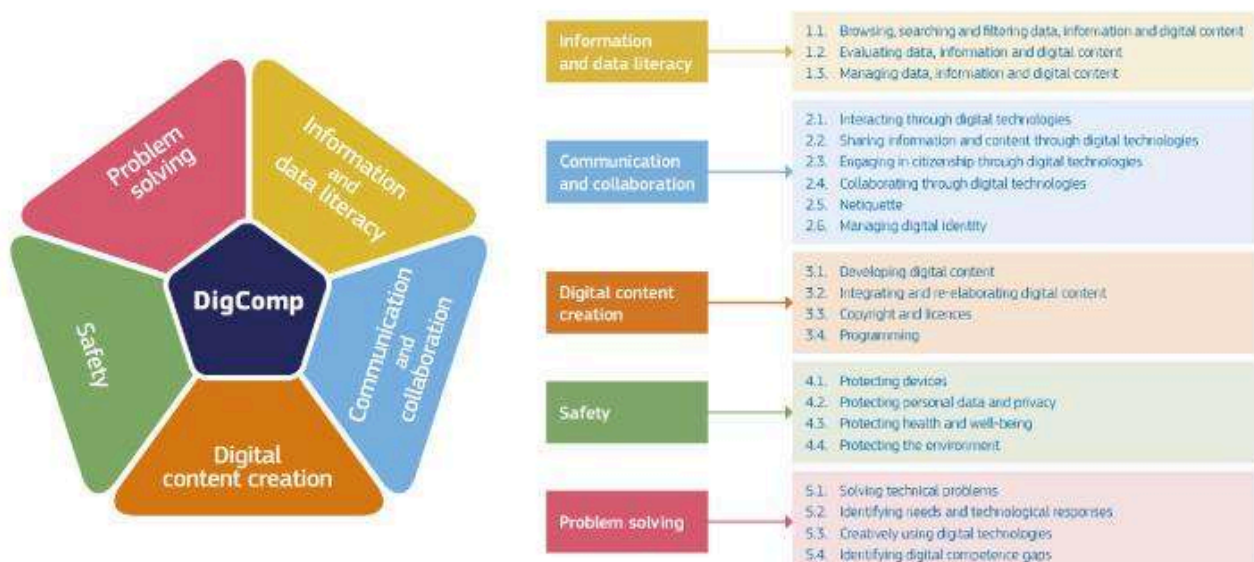 Problem
solving
Information
and
data literacy
DigComp
Safety
Communication
and
collaboration
Digital
content creation
Information
and data literacy
1.1. Browsing, searching and filtering data, information and digital content
1.2. Evaluating data, information and digital content
1.3. Managing data, information and digital content
Communication
and collaboration
2.1. Interacting through digital technologies
2.2. Sharing information and content through digital technologies
2.3. Engaging in citizenship through digital technologies
2.4. Collaborating through digital technologies
2.5. Netiquette
2.6. Managing digital identity
Digital content
creation
3.1. Developing digital content
3.2. Integrating and re-elaborating digital content
3.3. Copyright and licences
3.4. Programming
Safety
4.1. Protecting devices
4.2. Protecting personal data and privacy
4.3. Protecting health and well-being
4.4. Protecting the environment
Problem solving
5.1. Solving technical problems
5.2. Identifying needs and technological responses
5.3. Creatively using digital technologies
5.4. Identifying digital competence gaps